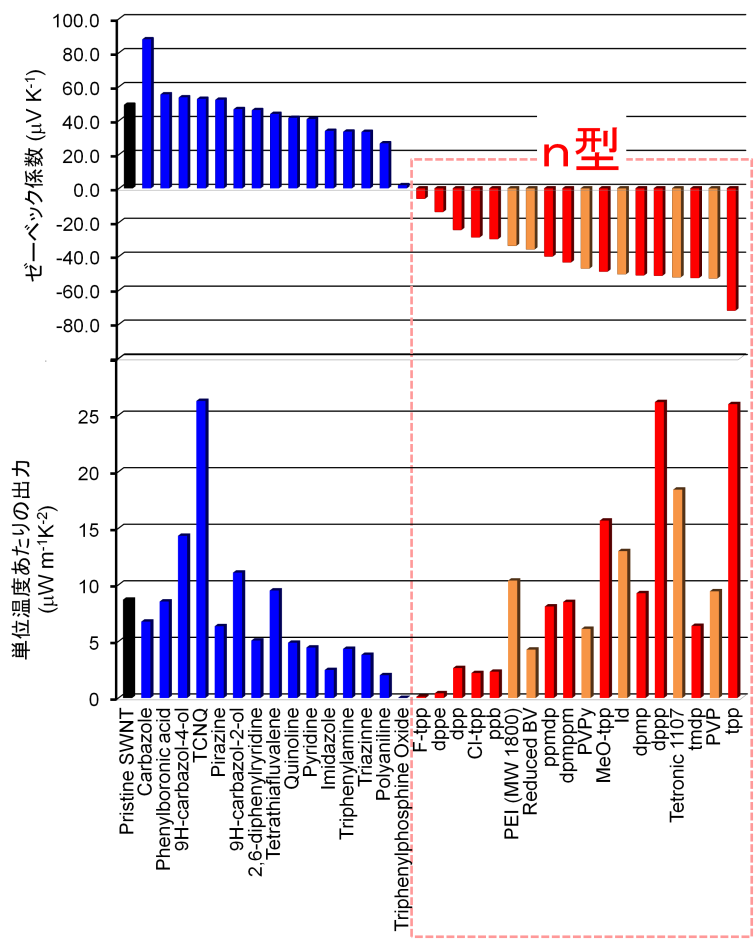 100.0
80.0
60.0
40.0
20.0
0.0
-20.0
-40.0
-60.0
-80.0
ゼーベック係数 (μV K-1)
n型
25
20
15
10
5
0
単位温度あたりの出力
(μW m-1K-2)
Pristine SWNT
Carbazole
Phenylboronic acid
9H-carbazol-4-ol
TCNQ
Pirazine
9H-carbazol-2-ol
2,6-diphenylryridine
Tetrathiafluvalene
Quinoline
Pyridine
Imidazole
Triphenylamine
Triazinne
Polyaniline
Triphenylphosphine Oxide
F-tpp
dppe
dpp
Cl-tpp
ppb
PEI (MW 1800)
Reduced BV
ppmdp
dpmppm
PVPy
MeO-tpp
Id
dpmp
dppp
Tetronic 1107
tmdp
PVP
tpp